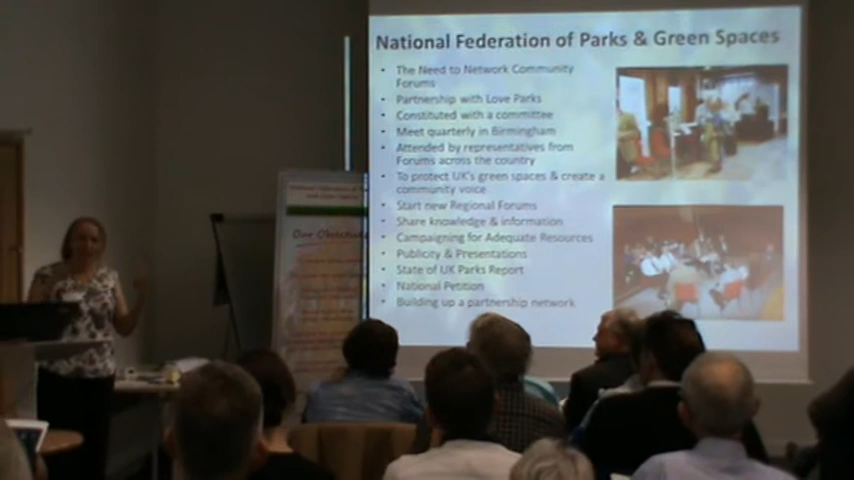 National Federation of Parks & Green Spaces
• The Need to Network Community
Forums
• Partnership with Love Parks
• Constituted with a committee
• Meet quarterly in Birmingham
• Attended by representatives from
Forums across the country
• To protect UK's green spaces & create a
community voice
• Start new Regional Forums
• Share knowledge & information
• Campaigning for Adequate Resources
• Publicity & Presentations
• State of UK Parks Report
• National Petition
• Building up a partnership network
Our Objectiv